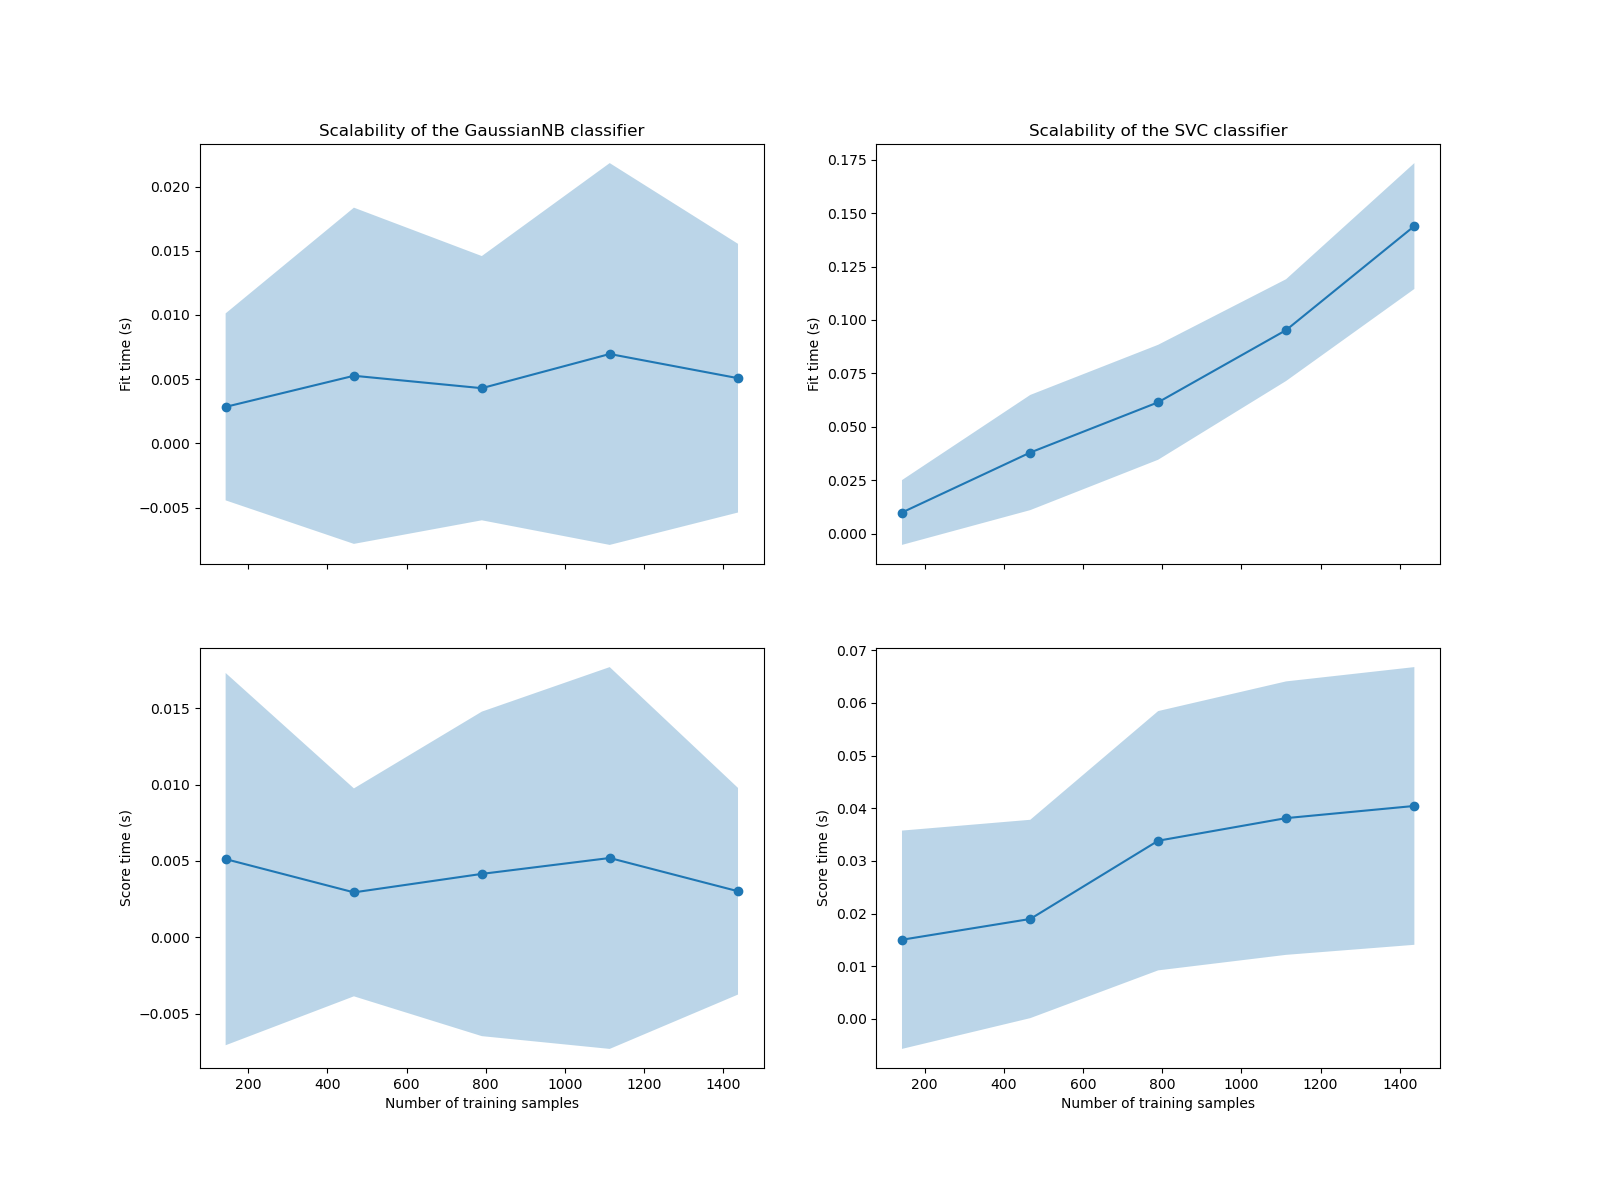 Scalability of the GaussianNB classifier
Fit time (s)
0.020
0.015
0.010
0.005
0.000
−0.005
Scalability of the SVC classifier
Fit time (s)
0.175
0.150
0.125
0.100
0.075
0.050
0.025
0.000
Score time (s)
0.015
0.010
0.005
0.000
−0.005
200 400 600 800 1000 1200 1400
Number of training samples
Score time (s)
0.07
0.06
0.05
0.04
0.03
0.02
0.01
0.00
200 400 600 800 1000 1200 1400
Number of training samples